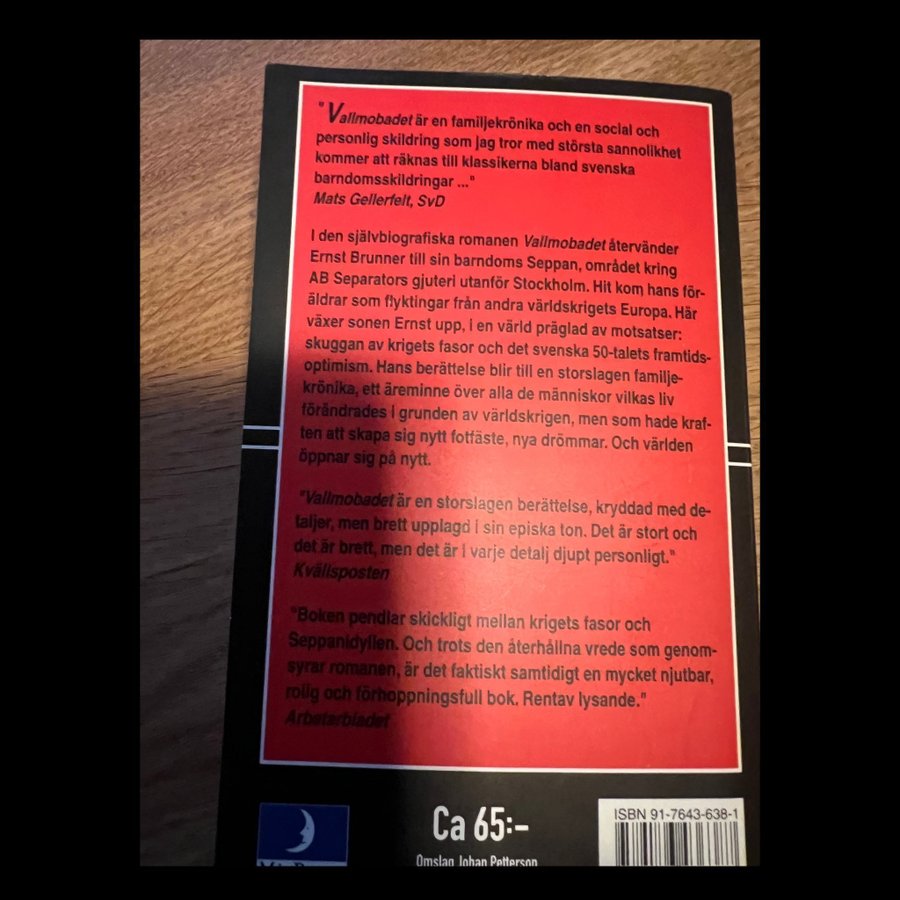 "Vallmobadet är en familjekrönika och en social och
personlig skildring som jag tror med största sannolikhet
kommer att räknas till klassikerna bland svenska
barndomsskildringar ..."
Mats Gellerfelt, SvD
I den självbiografiska romanen Vallmobadet återvänder
Ernst Brunner till sin barndoms Seppan, området kring
AB Separators gjuteri utanför Stockholm. Hit kom hans för-
äldrar som flyktingar från andra världskrigets Europa. Här
växer sonen Ernst upp, i en värld präglad av motsatser:
skuggan av krigets fasor och det svenska 50-talets framtids-
optimism. Hans berättelse blir till en storslagen familje-
krönika, ett äreminne över alla de människor vilkas liv
förändrades i grunden av världskrigen, men som hade kraf-
ten att skapa sig nytt fotfäste, nya drömmar. Och världen
öppnar sig på nytt.
"Vallmobadet är en storslagen berättelse, kryddad med de-
taljer, men brett upplagd i sin episka ton. Det är stort och
det är brett, men det är i varje detalj djupt personligt."
Kvällsposten
"Boken pendlar skickligt mellan krigets fasor och
Seppanidyllen. Och trots den återhållna vrede som genom-
syrar romanen, är det faktiskt samtidigt en mycket njutbar,
rolig och förhoppningsfull bok. Rentav lysande."
Arbetarbladet
Ca 65:-
ISBN 91-7643-638-1
Omslag Johan Petterson